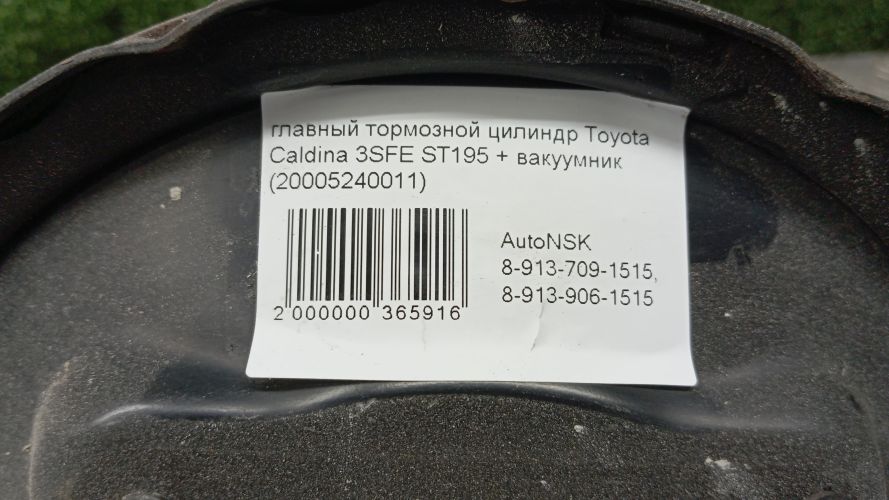 главный тормозной цилиндр Toyota
Caldina 3SFE ST195 + вакуумник
(20005240011)
AutoNSK
8-913-709-1515,
8-913-906-1515
2 000000 365916